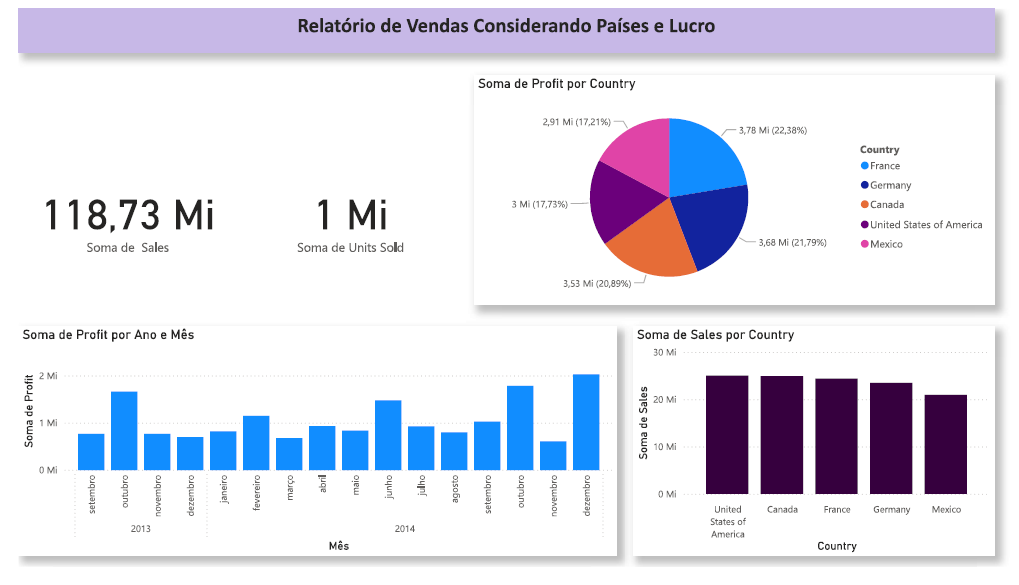 Relatório de Vendas Considerando Países e Lucro
118,73 Mi
Soma de Sales
1 Mi
Soma de Units Sold
Soma de Profit por Country
2,91 Mi (17,21%)
3,78 Mi (22,38%)
3 Mi (17,73%)
3,68 Mi (21,79%)
3,53 Mi (20,89%)
Country
France
Germany
Canada
United States of America
Mexico
Soma de Profit por Ano e Mês
Soma de Profit
2 Mi
1 Mi
0 Mi
setembro
outubro
novembro
dezembro
janeiro
fevereiro
março
abril
maio
junho
julho
agosto
setembro
outubro
novembro
dezembro
2013
2014
Mês
Soma de Sales por Country
Soma de Sales
30 Mi
20 Mi
10 Mi
0 Mi
United
States of
America
Canada
France
Germany
Mexico
Country